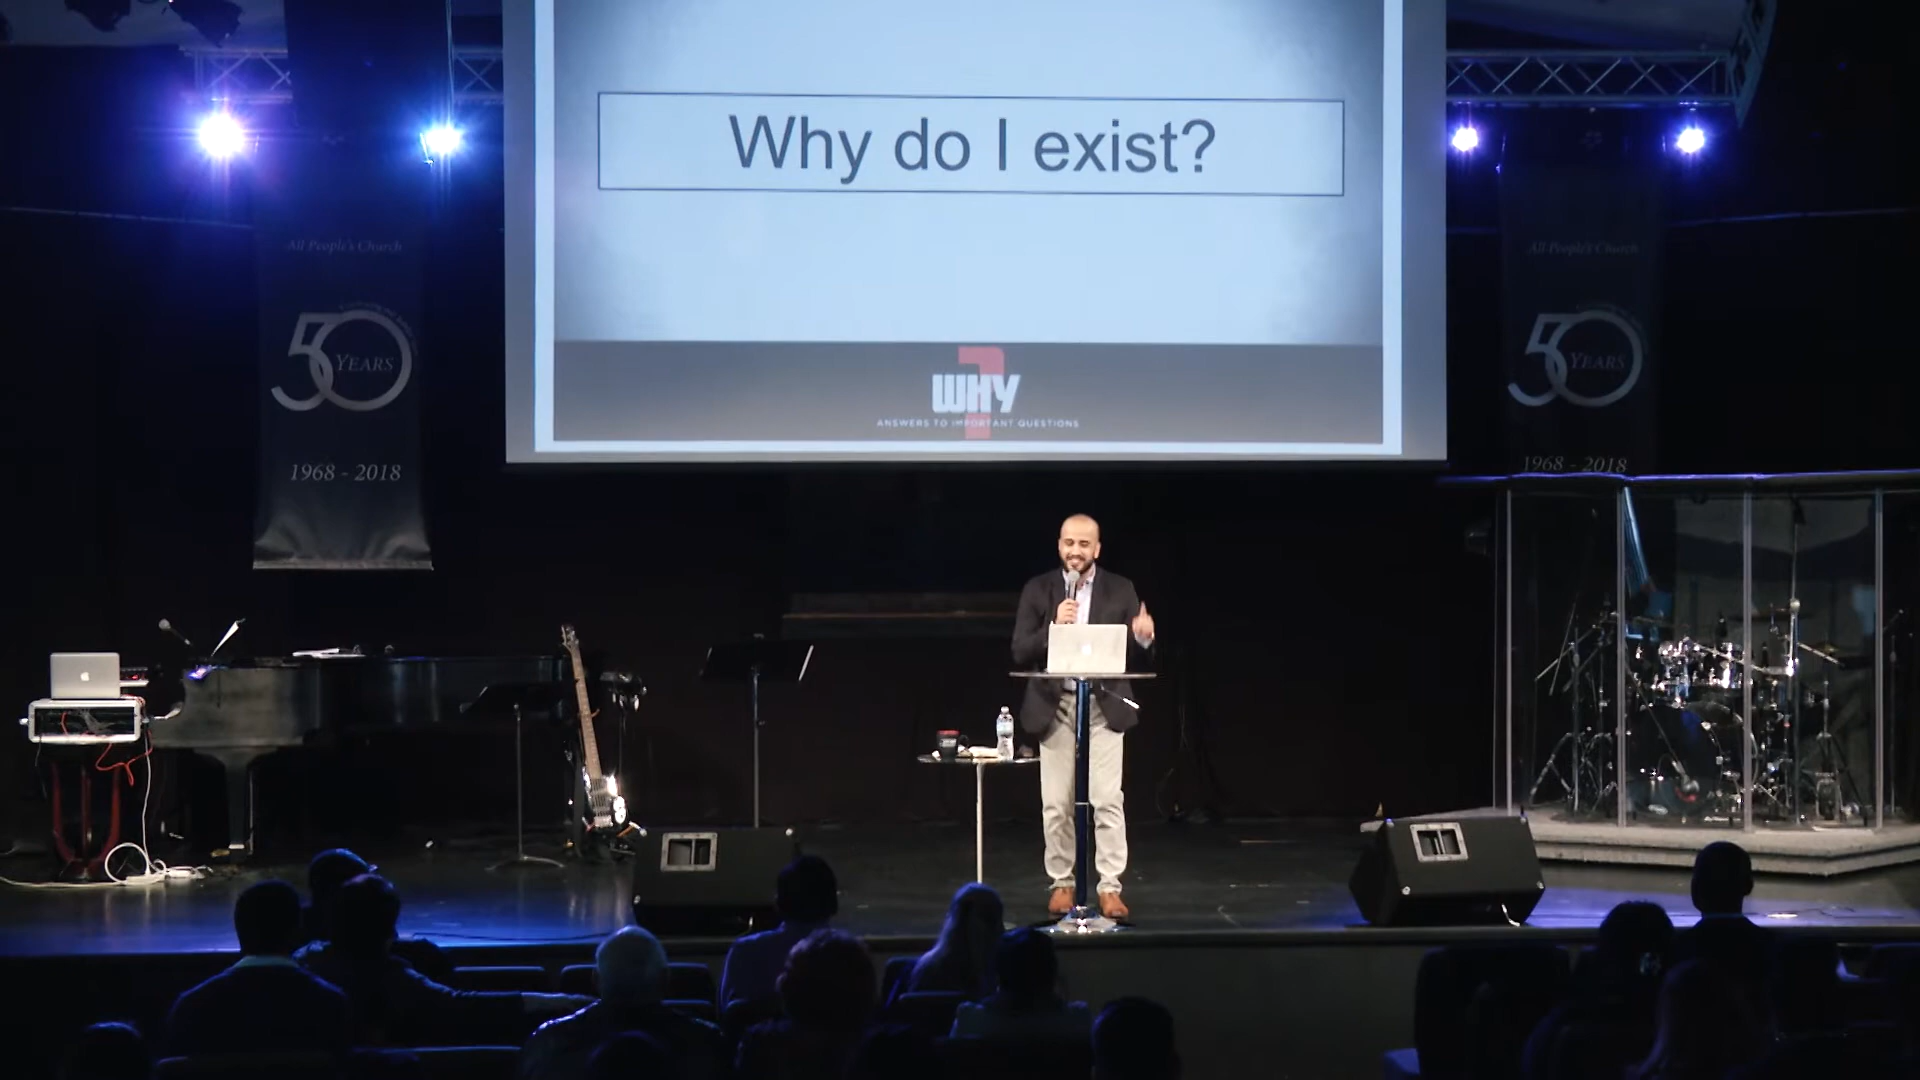 Why do I exist?
WHY
ANSWERS TO IMPORTANT QUESTIONS
All People's Church
50
YEARS
1968 - 2018
All People's Church
50
YEARS
1968 - 2018